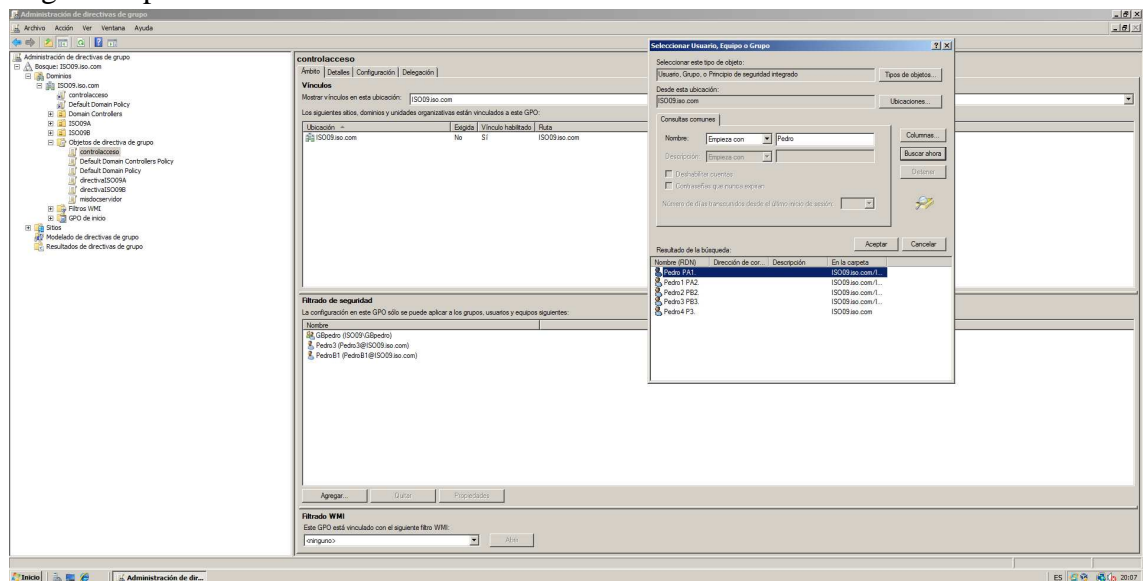 Administración de directivas de grupo
Archivo Acción Ver Ventana Ayuda
Administración de directivas de grupo
Bosque: ISO09.iso.com
Dominios
ISO09.iso.com
controlacceso
Default Domain Policy
Domain Controllers
ISO09A
ISO09B
Objetos de directiva de grupo
controlacceso
Default Domain Controllers Policy
Default Domain Policy
directivaISO09A
directivaISO09B
misdocservidor
Filtros WMI
GPO de inicio
Sitios
Modelado de directivas de grupo
Resultados de directivas de grupo
controlacceso
Ámbito Detalles Configuración Delegación
Vínculos
Mostrar vínculos en esta ubicación: ISO09.iso.com
Los siguientes sitios, dominios y unidades organizativas están vinculados a este GPO:
Ubicación Exigida Vínculo habilitado Ruta
ISO09.iso.com No Sí ISO09.iso.com
Filtrado de seguridad
La configuración en este GPO sólo se puede aplicar a los grupos, usuarios y equipos siguientes:
Nombre
GBpedro (ISO09\GBpedro)
Pedro3 (Pedro3@ISO09.iso.com)
PedroB1 (PedroB1@ISO09.iso.com)
Agregar... Quitar Propiedades
Filtrado WMI
Este GPO está vinculado con el siguiente filtro WMI:
<ninguno> Abrir
Seleccionar Usuario, Equipo o Grupo
Seleccionar este tipo de objeto:
Usuario, Grupo, o Principio de seguridad integrado Tipos de objetos...
Desde esta ubicación:
ISO09.iso.com Ubicaciones...
Consultas comunes
Nombre: Empieza con Pedro Columnas...
Descripción: Empieza con Buscar ahora
Deshabilitar cuentas Detener
Contraseñas que nunca expiran
Número de días transcurridos desde el último inicio de sesión:
Aceptar Cancelar
Resultado de la búsqueda:
Nombre (RDN) Dirección de cor... Descripción En la carpeta
Pedro PA1. ISO09.iso.com/I...
Pedro1 PA2. ISO09.iso.com/I...
Pedro2 PB2. ISO09.iso.com/I...
Pedro3 PB3. ISO09.iso.com/I...
Pedro4 P3. ISO09.iso.com
Inicio Administración de dir... ES 20:07